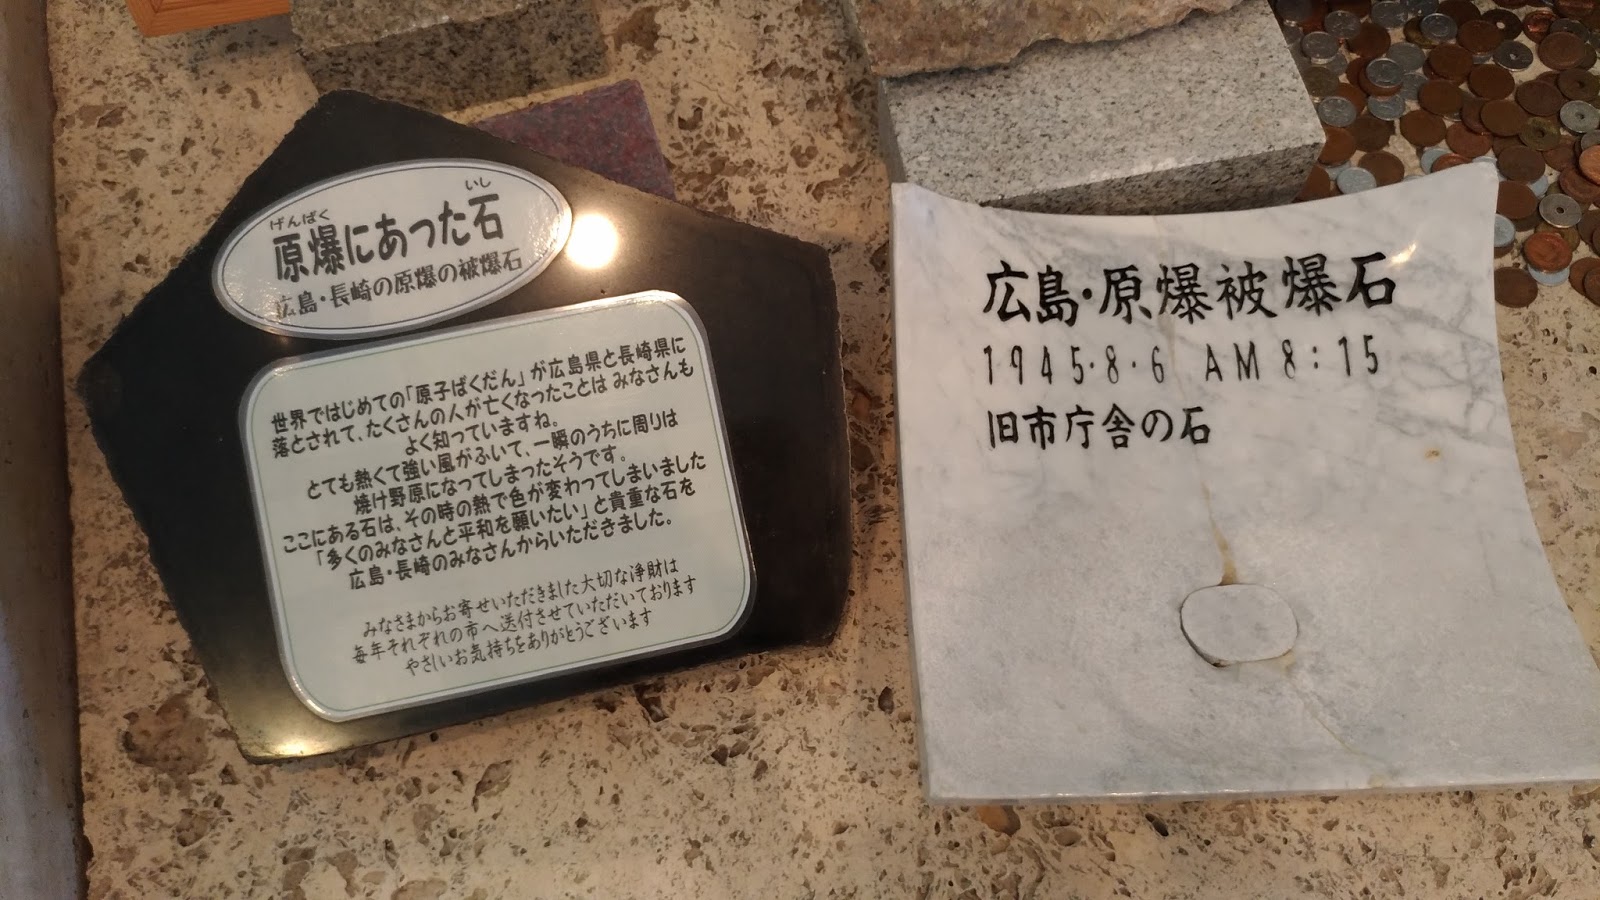 げんばく いし
原爆にあった石
広島・長崎の原爆の被爆石
世界ではじめての「原子ばくだん」が広島県と長崎県に
落とされて、たくさんの人が亡くなったことは みなさんも
よく知っていますね。
とても熱くて強い風がふいて、一瞬のうちに周りは
焼け野原になってしまったそうです。
ここにある石は、その時の熱で色が変わってしまいました
「多くのみなさんと平和を願いたい」と貴重な石を
広島・長崎のみなさんからいただきました。
みなさまからお寄せいただきました大切な浄財は
毎年それぞれの市へ送付させていただいております
やさしいお気持ちをありがとうございます
広島・原爆被爆石
1945・8・6 AM8:15
旧市庁舎の石